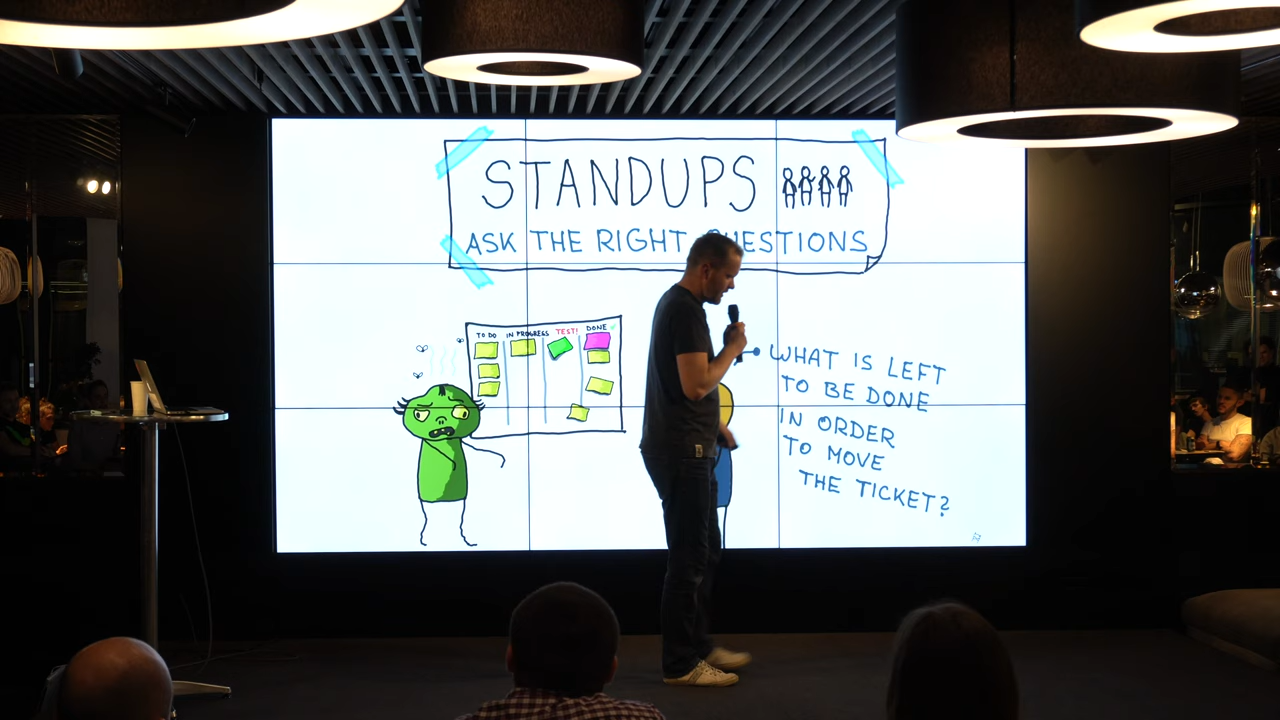 STANDUPS
ASK THE RIGHT QUESTIONS
TO DO IN PROGRESS TEST! DONE
WHAT IS LEFT
TO BE DONE
IN ORDER
TO MOVE
THE TICKET?